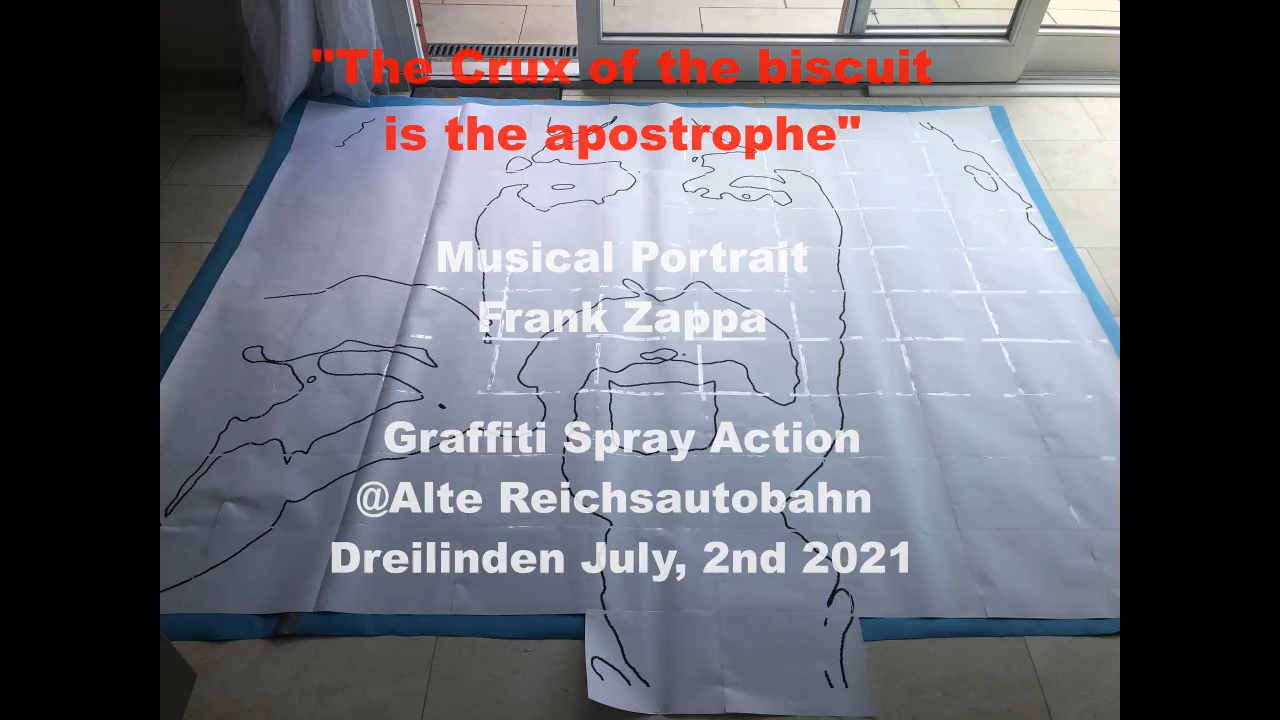 "The Crux of the biscuit
is the apostrophe"
Musical Portrait
Frank Zappa
Graffiti Spray Action
@Alte Reichsautobahn
Dreilinden July, 2nd 2021